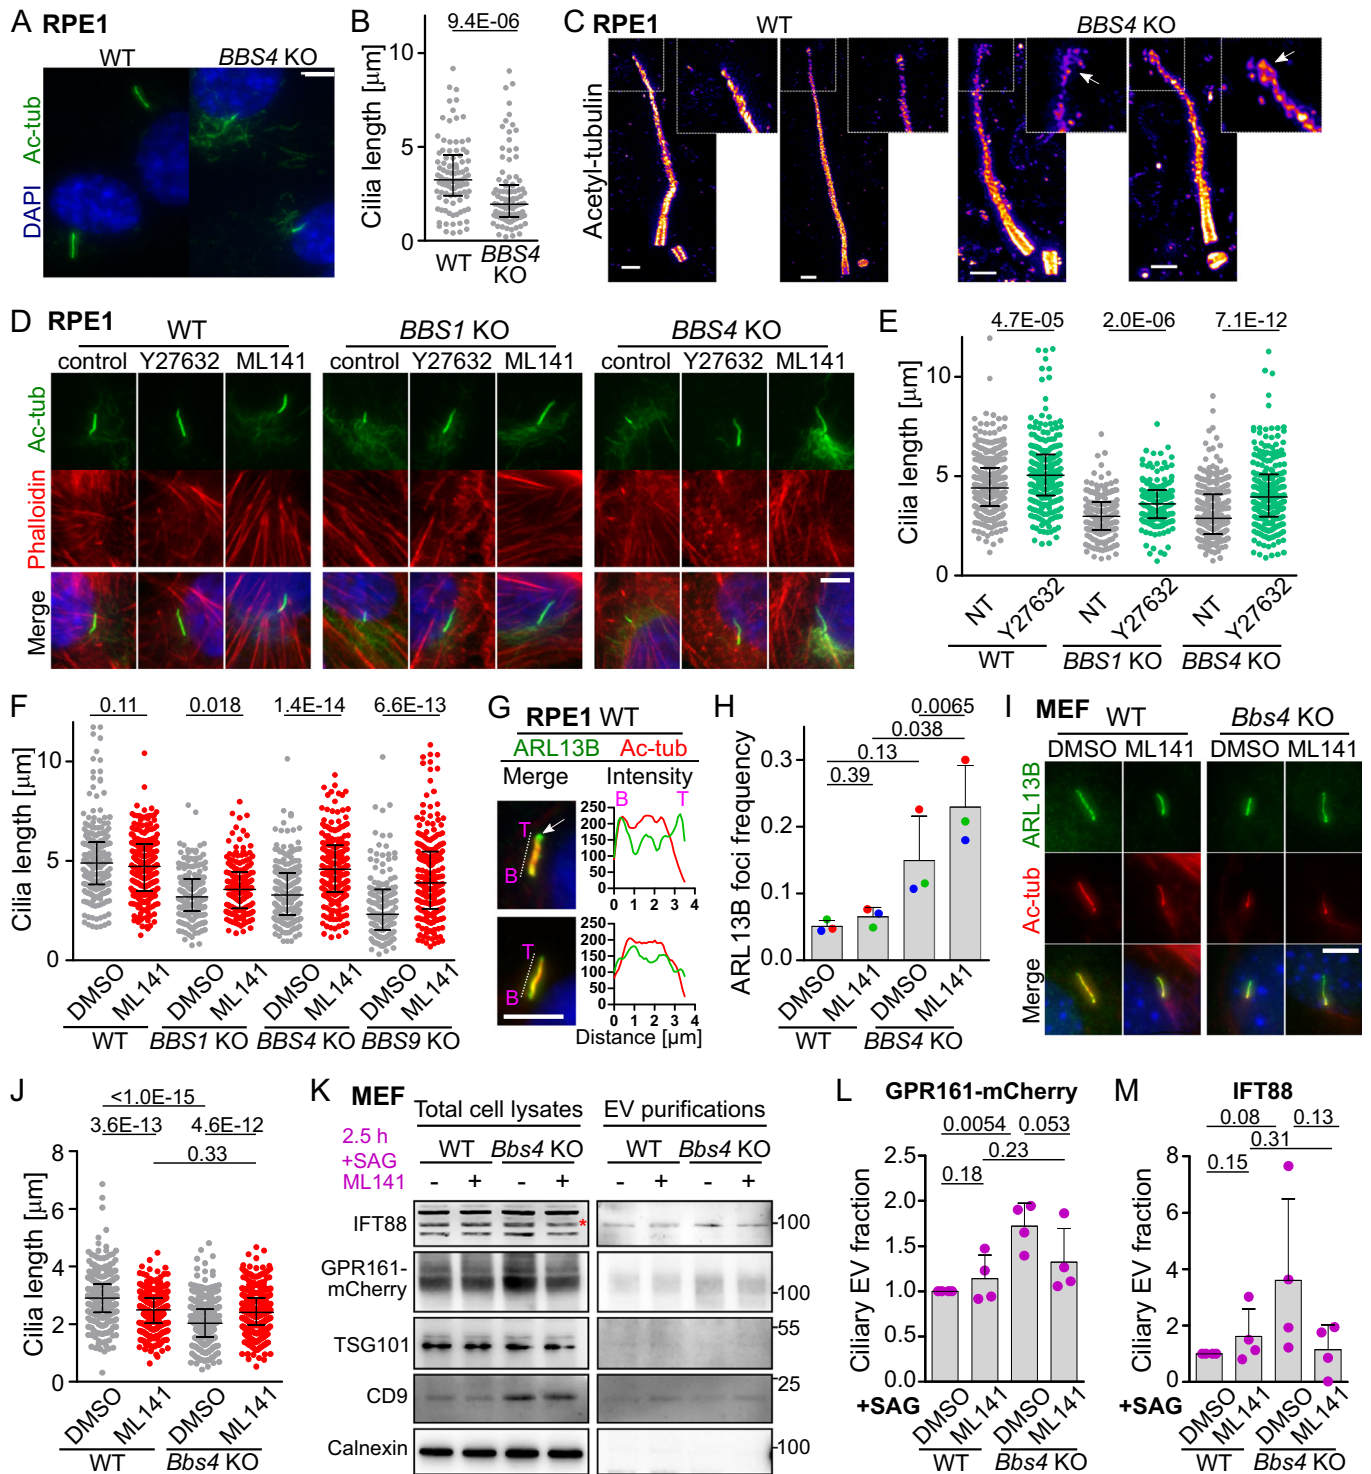 A RPE1
WT BBS4 KO
Ac-tub
DAPI
B
9.4E-06
Cilia length [µm]
10
5
0
WT BBS4 KO
C RPE1
WT BBS4 KO
Acetyl-tubulin
D RPE1
WT BBS1 KO BBS4 KO
control Y27632 ML141 control Y27632 ML141 control Y27632 ML141
Ac-tub
Phalloidin
Merge
E
4.7E-05 2.0E-06 7.1E-12
Cilia length [µm]
10
5
0
NT Y27632 NT Y27632 NT Y27632
WT BBS1 KO BBS4 KO
F
0.11 0.018 1.4E-14 6.6E-13
Cilia length [µm]
10
5
0
DMSO ML141 DMSO ML141 DMSO ML141 DMSO ML141
WT BBS1 KO BBS4 KO BBS9 KO
G RPE1 WT
ARL13B Ac-tub
Merge Intensity
T
B
B T
250
200
150
100
50
0
0 1 2 3 4
T
B
250
200
150
100
50
0
0 1 2 3 4
Distance [µm]
H
0.0065
0.038
0.13
0.39
ARL13B foci frequency
0.3
0.2
0.1
0.0
DMSO ML141 DMSO ML141
WT BBS4 KO
I MEF
WT Bbs4 KO
DMSO ML141 DMSO ML141
ARL13B
Ac-tub
Merge
J
<1.0E-15
3.6E-13 4.6E-12
0.33
Cilia length [µm]
8
6
4
2
0
DMSO ML141 DMSO ML141
WT Bbs4 KO
K MEF
Total cell lysates EV purifications
2.5 h
+SAG
ML141
WT Bbs4 KO WT Bbs4 KO
- + - + - + - +
IFT88 * 100
GPR161-
mCherry 100
TSG101 55
CD9 25
Calnexin 100
L GPR161-mCherry
0.0054 0.053
0.23
0.18
Ciliary EV fraction
2.5
2.0
1.5
1.0
0.5
0.0
+SAG DMSO ML141 DMSO ML141
WT Bbs4 KO
M IFT88
0.08 0.13
0.31
0.15
Ciliary EV fraction
8
6
4
2
0
+SAG DMSO ML141 DMSO ML141
WT Bbs4 KO